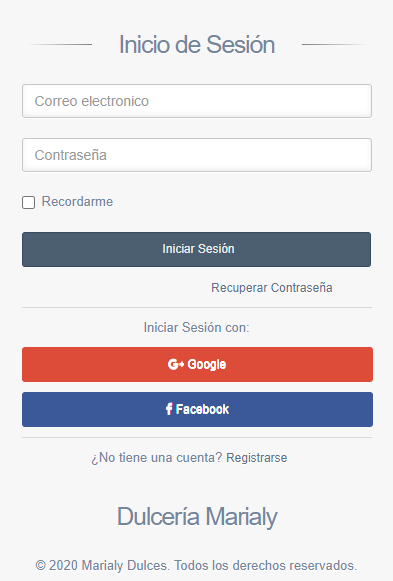 Inicio de Sesión
Correo electronico
Contraseña
Recordarme
Iniciar Sesión
Recuperar Contraseña
Iniciar Sesión con:
G+ Google
f Facebook
¿No tiene una cuenta? Registrarse
Dulcería Marialy
© 2020 Marialy Dulces. Todos los derechos reservados.